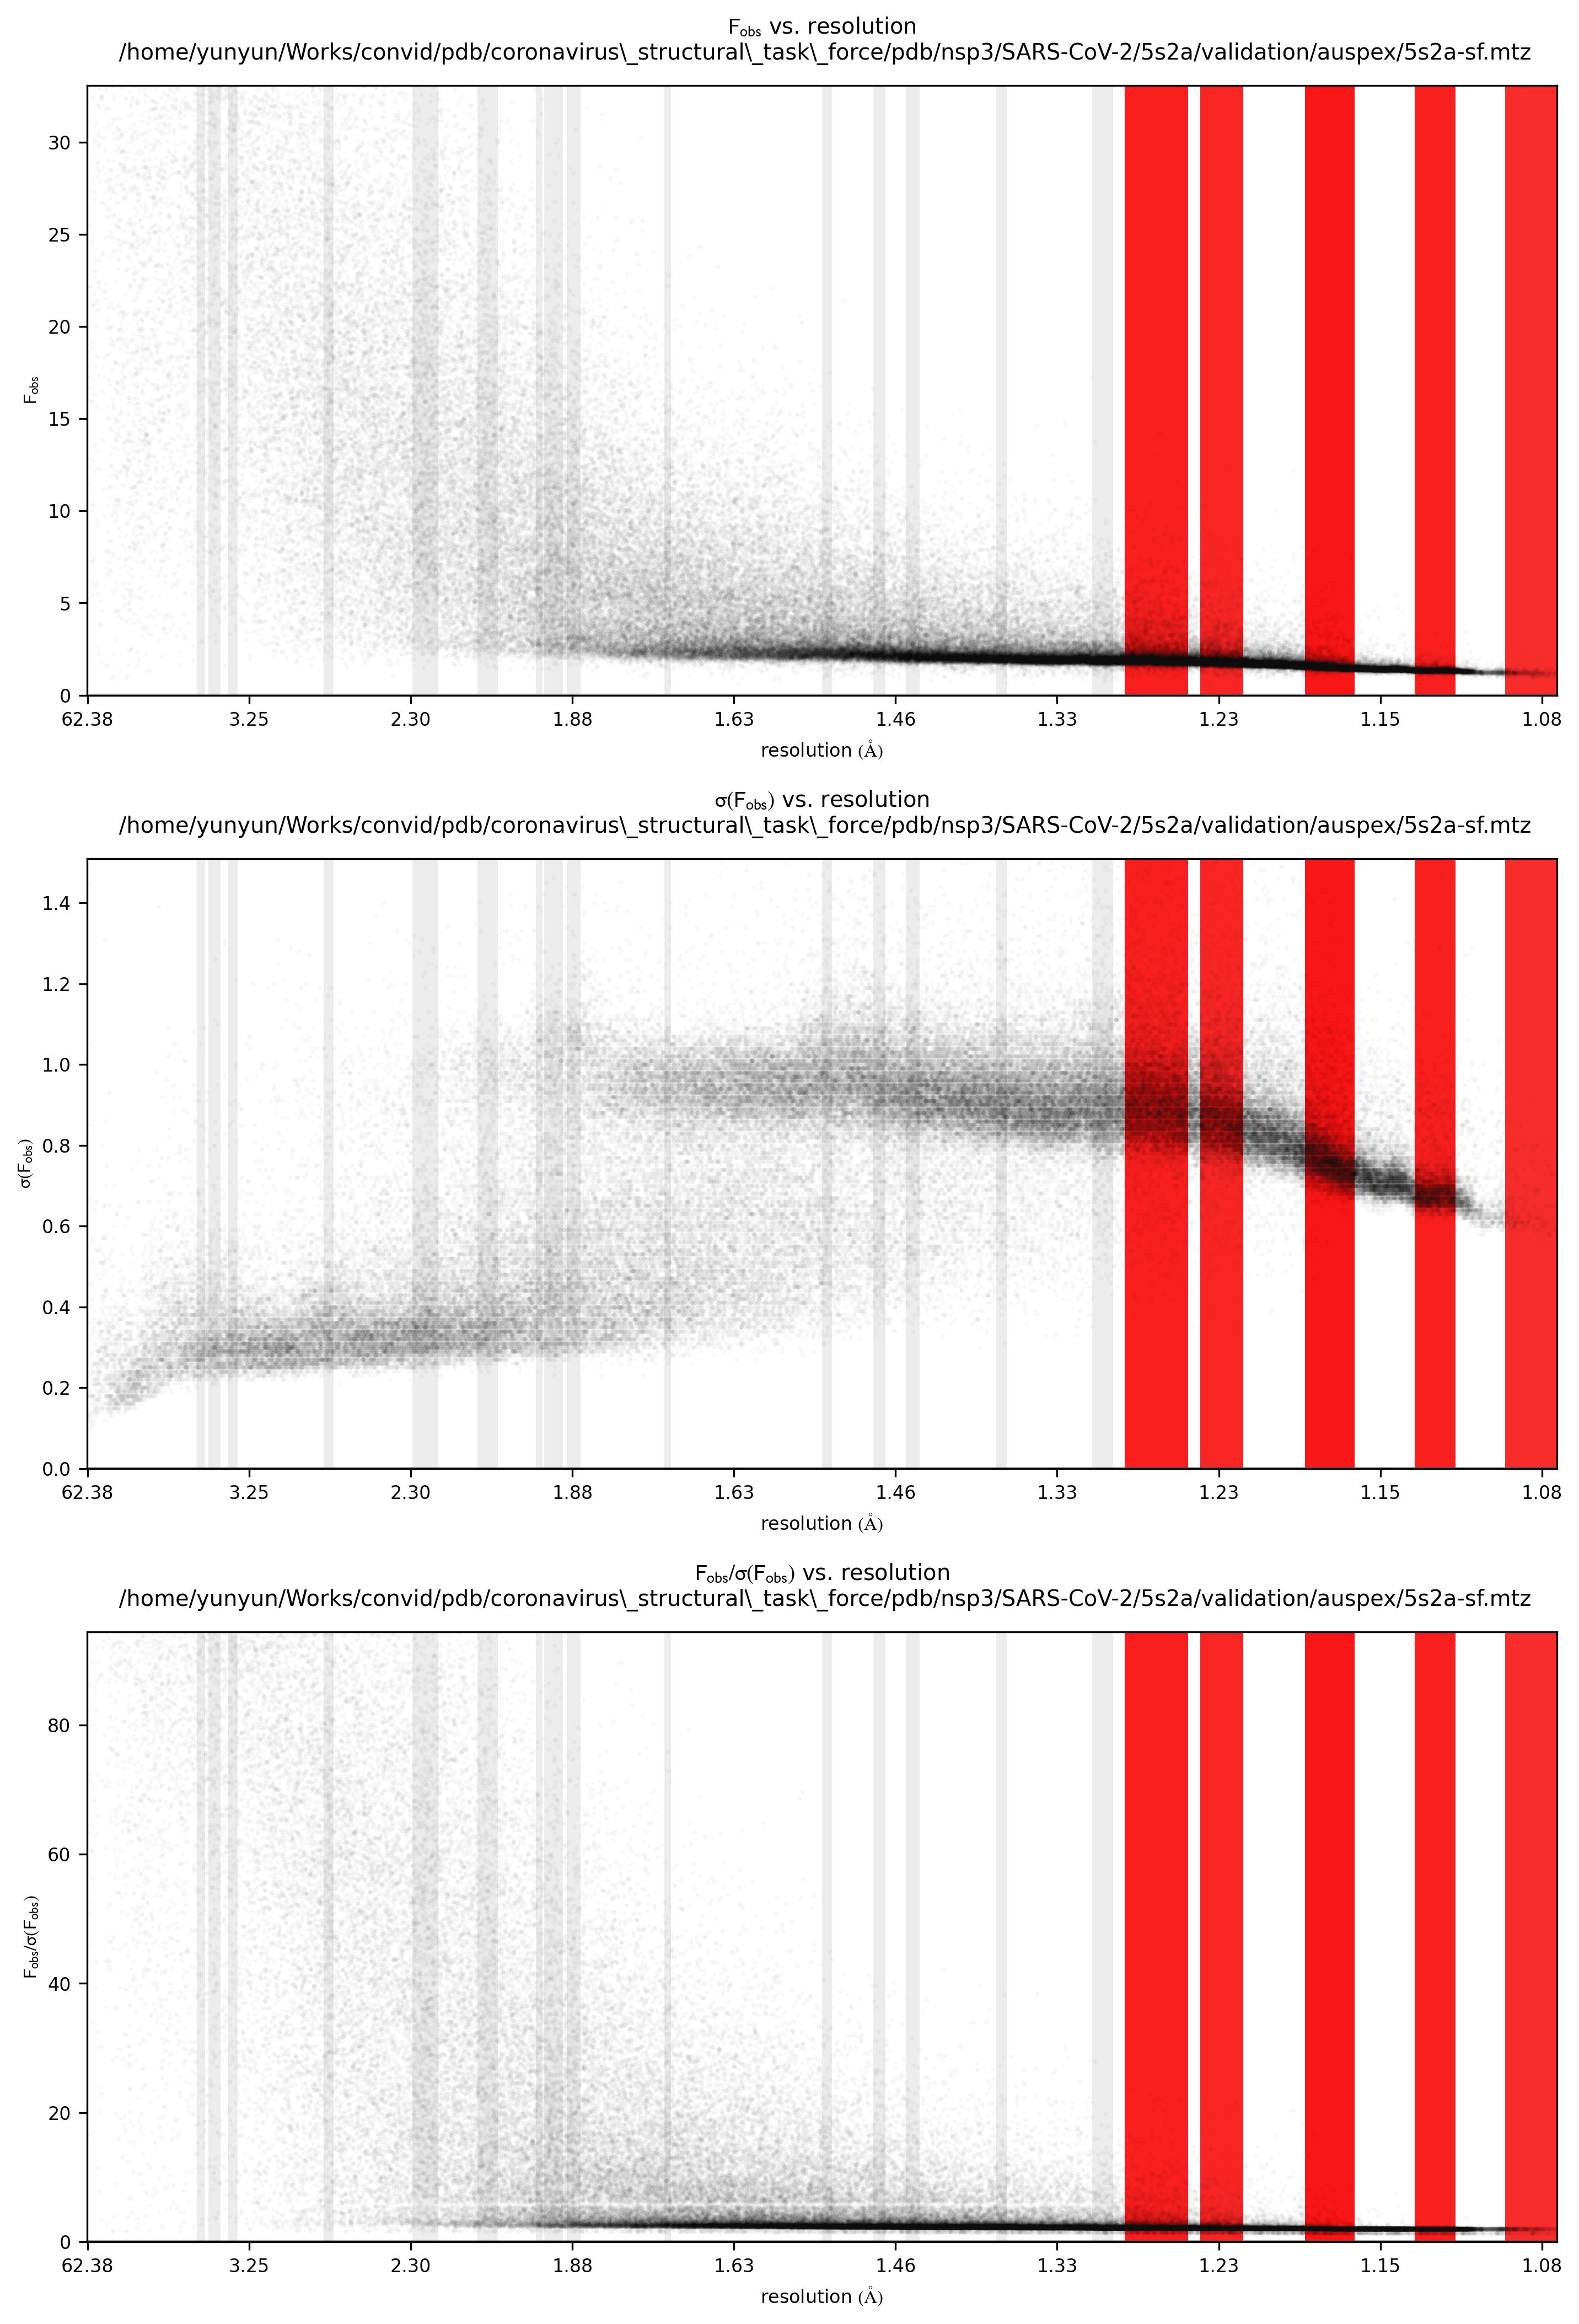 Fobs vs. resolution
/home/yunyun/Works/convid/pdb/coronavirus\_structural\_task\_force/pdb/nsp3/SARS-CoV-2/5s2a/validation/auspex/5s2a-sf.mtz
30
25
20
15
10
5
0
Fobs
62.38 3.25 2.30 1.88 1.63 1.46 1.33 1.23 1.15 1.08
resolution (Å)
σ(Fobs) vs. resolution
/home/yunyun/Works/convid/pdb/coronavirus\_structural\_task\_force/pdb/nsp3/SARS-CoV-2/5s2a/validation/auspex/5s2a-sf.mtz
1.4
1.2
1.0
0.8
0.6
0.4
0.2
0.0
σ(Fobs)
62.38 3.25 2.30 1.88 1.63 1.46 1.33 1.23 1.15 1.08
resolution (Å)
Fobs/σ(Fobs) vs. resolution
/home/yunyun/Works/convid/pdb/coronavirus\_structural\_task\_force/pdb/nsp3/SARS-CoV-2/5s2a/validation/auspex/5s2a-sf.mtz
80
60
40
20
0
Fobs/σ(Fobs)
62.38 3.25 2.30 1.88 1.63 1.46 1.33 1.23 1.15 1.08
resolution (Å)